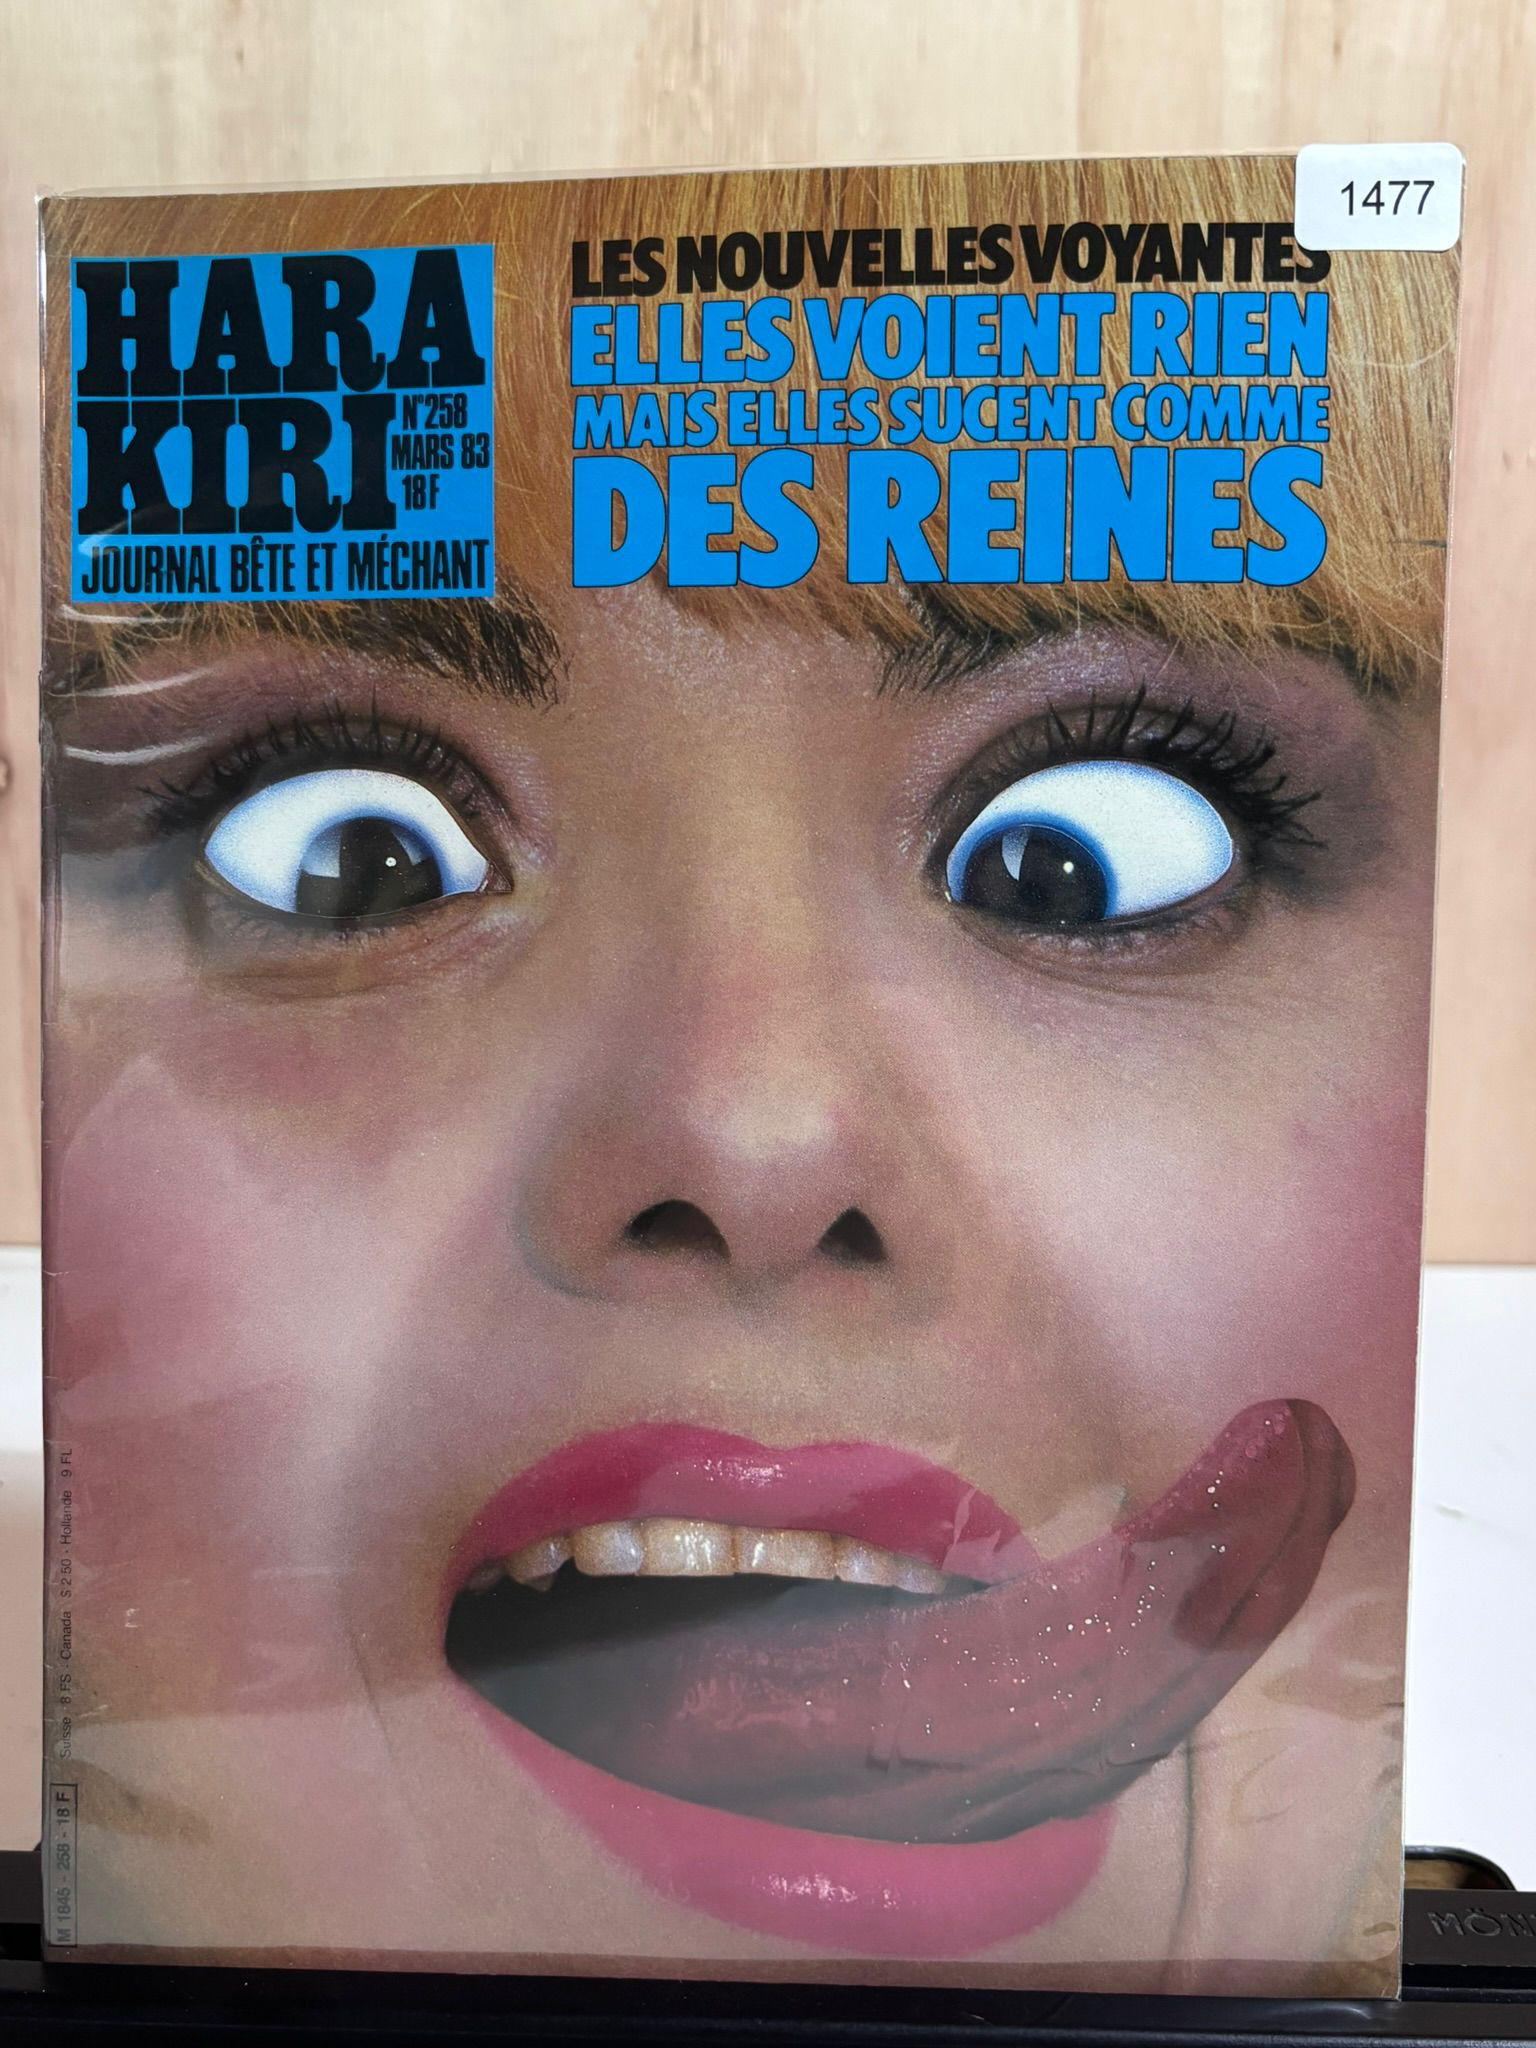 1477
HARA
KIRI
N°258
MARS 83
18F
JOURNAL BÊTE ET MÉCHANT
LES NOUVELLES VOYANTES
ELLES VOIENT RIEN
MAIS ELLES SUCENT COMME
DES REINES
M 1845 - 258 - 18 F
Suisse 8 FS - Canada $ 2.50 - Hollande 9 FL